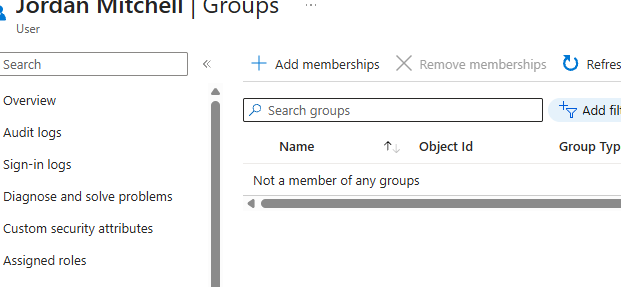 Jordan Mitchell | Groups ...
User
Search
Add memberships
Remove memberships
Search groups
Overview
Audit logs
Sign-in logs
Diagnose and solve problems
Custom security attributes
Assigned roles
Name
Object Id
Not a member of any groups